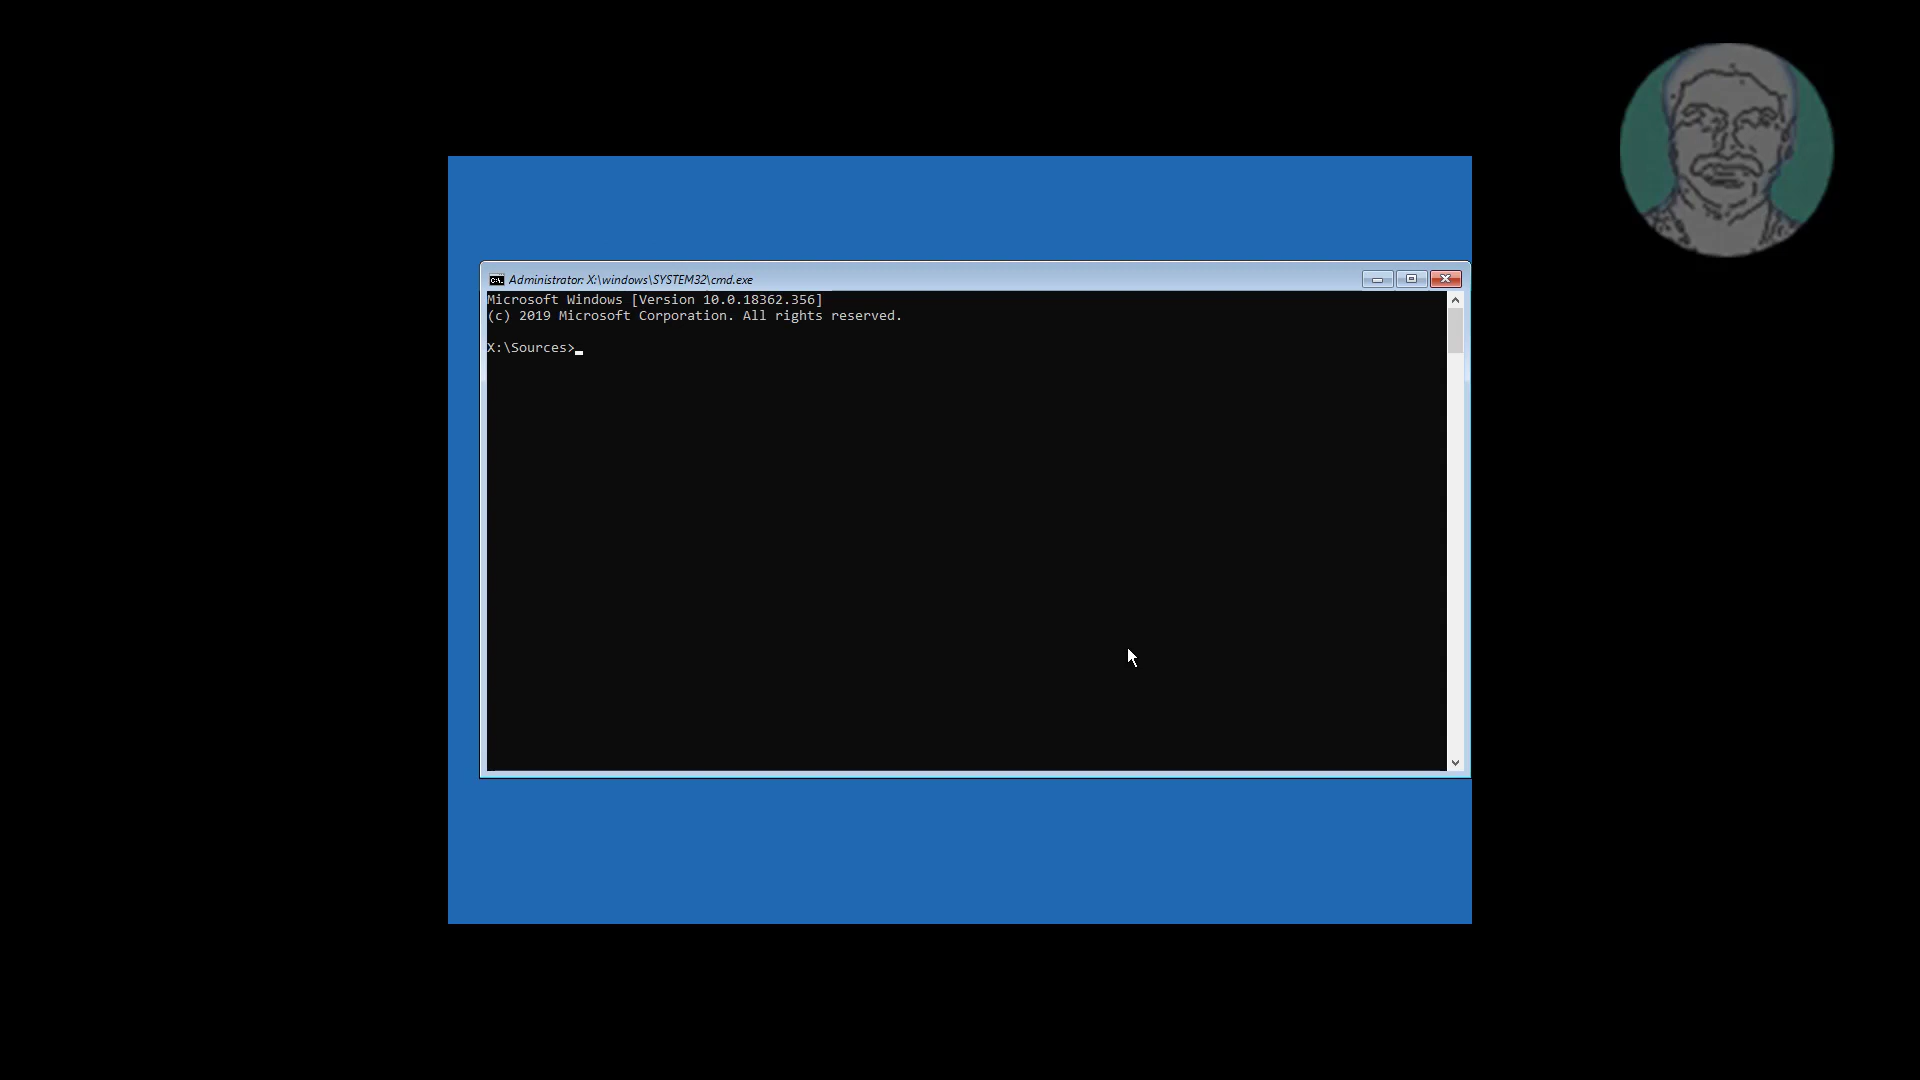 Administrator: X:\windows\SYSTEM32\cmd.exe
Microsoft Windows [Version 10.0.18362.356]
(c) 2019 Microsoft Corporation. All rights reserved.
X:\Sources>